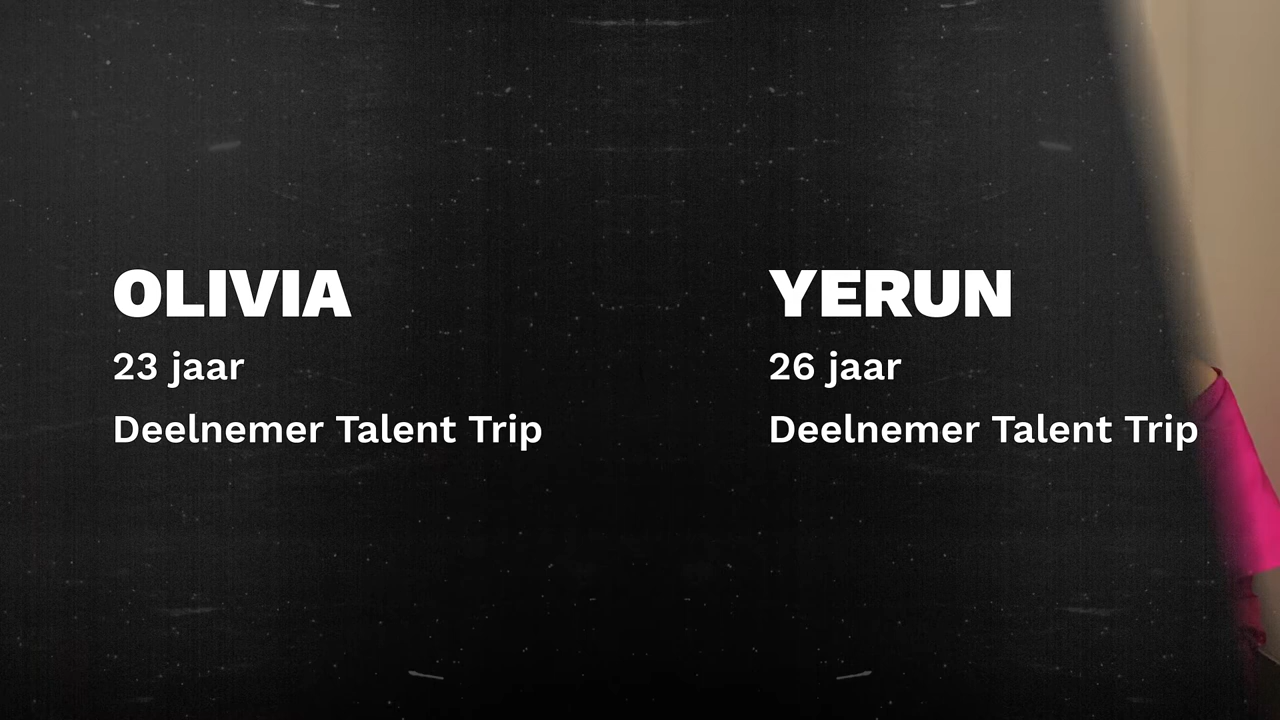 OLIVIA
23 jaar
Deelnemer Talent Trip
YERUN
26 jaar
Deelnemer Talent Trip